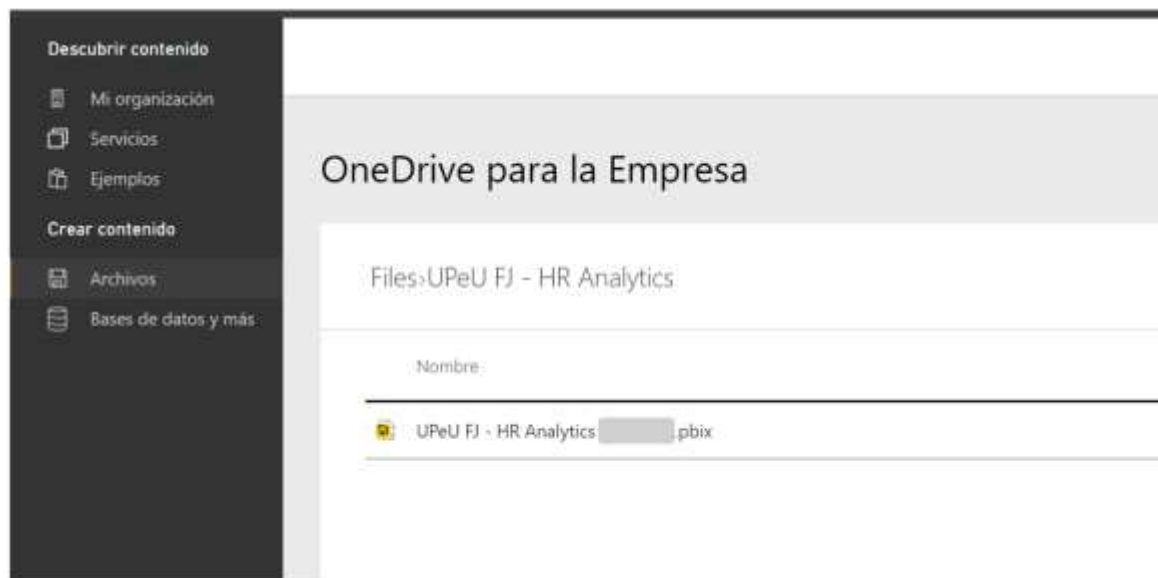 Descubrir contenido
Mi organización
Servicios
Ejemplos
Crear contenido
Archivos
Bases de datos y más
OneDrive para la Empresa
Files›UPeU FJ - HR Analytics
Nombre
UPeU FJ - HR Analytics .pbix